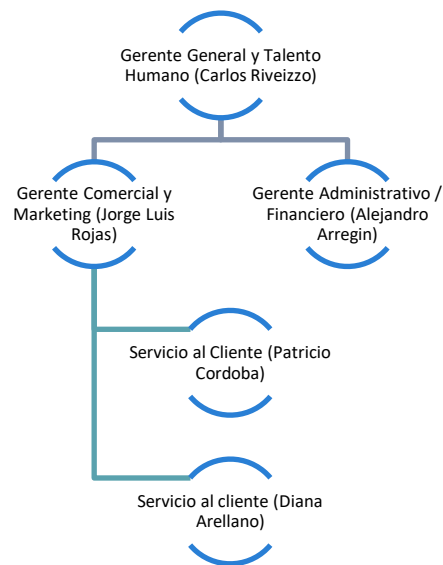 Gerente General y Talento
Humano (Carlos Riveizzo)
Gerente Comercial y
Marketing (Jorge Luis
Rojas)
Gerente Administrativo /
Financiero (Alejandro
Arregin)
Servicio al Cliente (Patricio
Cordoba)
Servicio al cliente (Diana
Arellano)